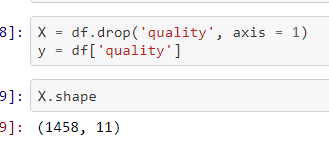 8]: X = df.drop('quality', axis = 1)
y = df['quality']
9]: X.shape
9]: (1458, 11)